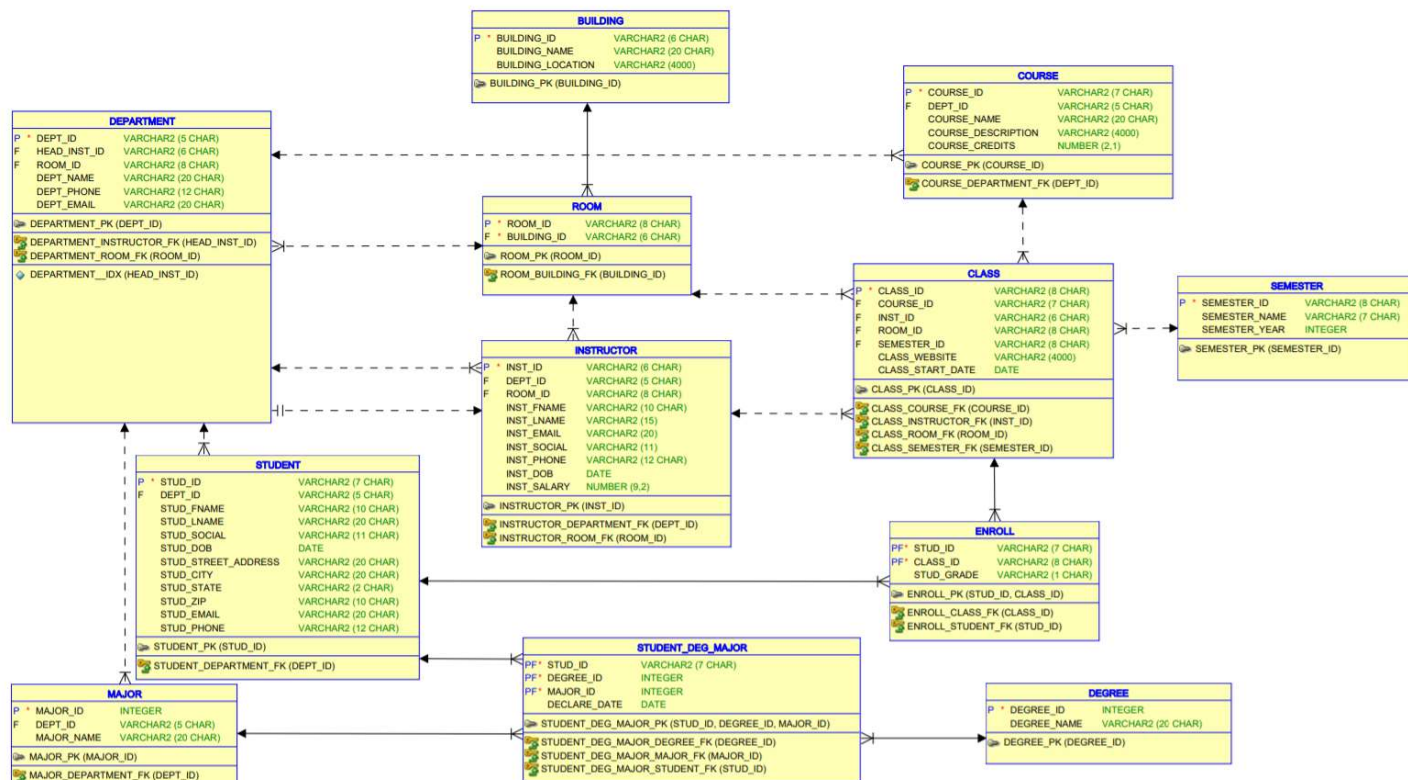 BUILDING
P * BUILDING_ID VARCHAR2 (6 CHAR)
BUILDING_NAME VARCHAR2 (20 CHAR)
BUILDING_LOCATION VARCHAR2 (4000)
BUILDING_PK (BUILDING_ID)
COURSE
P * COURSE_ID VARCHAR2 (7 CHAR)
F DEPT_ID VARCHAR2 (5 CHAR)
COURSE_NAME VARCHAR2 (20 CHAR)
COURSE_DESCRIPTION VARCHAR2 (4000)
COURSE_CREDITS NUMBER (2,1)
COURSE_PK (COURSE_ID)
COURSE_DEPARTMENT_FK (DEPT_ID)
DEPARTMENT
P * DEPT_ID VARCHAR2 (5 CHAR)
F HEAD_INST_ID VARCHAR2 (6 CHAR)
F ROOM_ID VARCHAR2 (8 CHAR)
DEPT_NAME VARCHAR2 (20 CHAR)
DEPT_PHONE VARCHAR2 (12 CHAR)
DEPT_EMAIL VARCHAR2 (20 CHAR)
DEPARTMENT_PK (DEPT_ID)
DEPARTMENT_INSTRUCTOR_FK (HEAD_INST_ID)
DEPARTMENT_ROOM_FK (ROOM_ID)
DEPARTMENT__IDX (HEAD_INST_ID)
ROOM
P * ROOM_ID VARCHAR2 (8 CHAR)
F * BUILDING_ID VARCHAR2 (6 CHAR)
ROOM_PK (ROOM_ID)
ROOM_BUILDING_FK (BUILDING_ID)
CLASS
P * CLASS_ID VARCHAR2 (8 CHAR)
F COURSE_ID VARCHAR2 (7 CHAR)
F INST_ID VARCHAR2 (6 CHAR)
F ROOM_ID VARCHAR2 (8 CHAR)
F SEMESTER_ID VARCHAR2 (8 CHAR)
CLASS_WEBSITE VARCHAR2 (4000)
CLASS_START_DATE DATE
CLASS_PK (CLASS_ID)
CLASS_COURSE_FK (COURSE_ID)
CLASS_INSTRUCTOR_FK (INST_ID)
CLASS_ROOM_FK (ROOM_ID)
CLASS_SEMESTER_FK (SEMESTER_ID)
SEMESTER
P * SEMESTER_ID VARCHAR2 (8 CHAR)
SEMESTER_NAME VARCHAR2 (7 CHAR)
SEMESTER_YEAR INTEGER
SEMESTER_PK (SEMESTER_ID)
INSTRUCTOR
P * INST_ID VARCHAR2 (6 CHAR)
F DEPT_ID VARCHAR2 (5 CHAR)
F ROOM_ID VARCHAR2 (8 CHAR)
INST_FNAME VARCHAR2 (10 CHAR)
INST_LNAME VARCHAR2 (15)
INST_EMAIL VARCHAR2 (20)
INST_SOCIAL VARCHAR2 (11)
INST_PHONE VARCHAR2 (12 CHAR)
INST_DOB DATE
INST_SALARY NUMBER (9,2)
INSTRUCTOR_PK (INST_ID)
INSTRUCTOR_DEPARTMENT_FK (DEPT_ID)
INSTRUCTOR_ROOM_FK (ROOM_ID)
STUDENT
P * STUD_ID VARCHAR2 (7 CHAR)
F DEPT_ID VARCHAR2 (5 CHAR)
STUD_FNAME VARCHAR2 (10 CHAR)
STUD_LNAME VARCHAR2 (20 CHAR)
STUD_SOCIAL VARCHAR2 (11 CHAR)
STUD_DOB DATE
STUD_STREET_ADDRESS VARCHAR2 (20 CHAR)
STUD_CITY VARCHAR2 (20 CHAR)
STUD_STATE VARCHAR2 (2 CHAR)
STUD_ZIP VARCHAR2 (10 CHAR)
STUD_EMAIL VARCHAR2 (20 CHAR)
STUD_PHONE VARCHAR2 (12 CHAR)
STUDENT_PK (STUD_ID)
STUDENT_DEPARTMENT_FK (DEPT_ID)
ENROLL
PF* STUD_ID VARCHAR2 (7 CHAR)
PF* CLASS_ID VARCHAR2 (8 CHAR)
STUD_GRADE VARCHAR2 (1 CHAR)
ENROLL_PK (STUD_ID, CLASS_ID)
ENROLL_CLASS_FK (CLASS_ID)
ENROLL_STUDENT_FK (STUD_ID)
STUDENT_DEG_MAJOR
PF* STUD_ID VARCHAR2 (7 CHAR)
PF* DEGREE_ID INTEGER
PF* MAJOR_ID INTEGER
DECLARE_DATE DATE
STUDENT_DEG_MAJOR_PK (STUD_ID, DEGREE_ID, MAJOR_ID)
STUDENT_DEG_MAJOR_DEGREE_FK (DEGREE_ID)
STUDENT_DEG_MAJOR_MAJOR_FK (MAJOR_ID)
STUDENT_DEG_MAJOR_STUDENT_FK (STUD_ID)
MAJOR
P * MAJOR_ID INTEGER
F DEPT_ID VARCHAR2 (5 CHAR)
MAJOR_NAME VARCHAR2 (20 CHAR)
MAJOR_PK (MAJOR_ID)
MAJOR_DEPARTMENT_FK (DEPT_ID)
DEGREE
P * DEGREE_ID INTEGER
DEGREE_NAME VARCHAR2 (20 CHAR)
DEGREE_PK (DEGREE_ID)